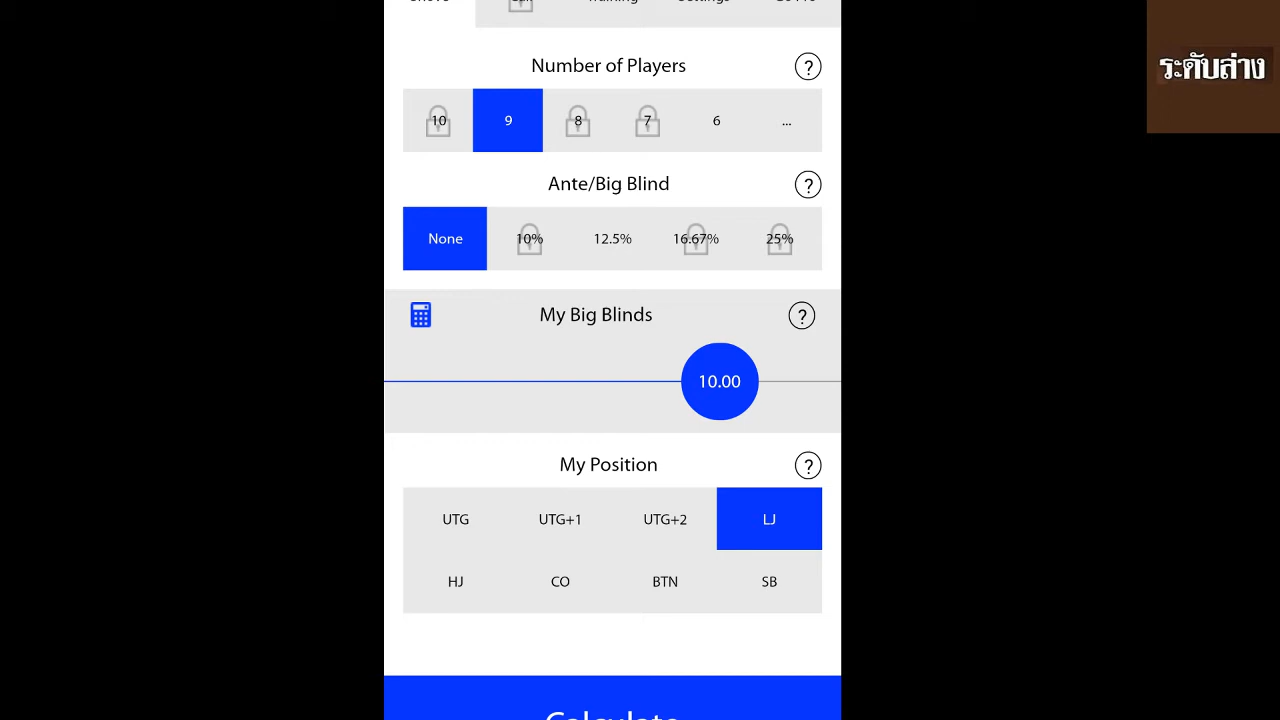 Number of Players
?
10 9 8 7 6 ...
Ante/Big Blind
?
None 10% 12.5% 16.67% 25%
My Big Blinds
?
10.00
My Position
?
UTG UTG+1 UTG+2 LJ
HJ CO BTN SB
Calculate
ระดับล่าง